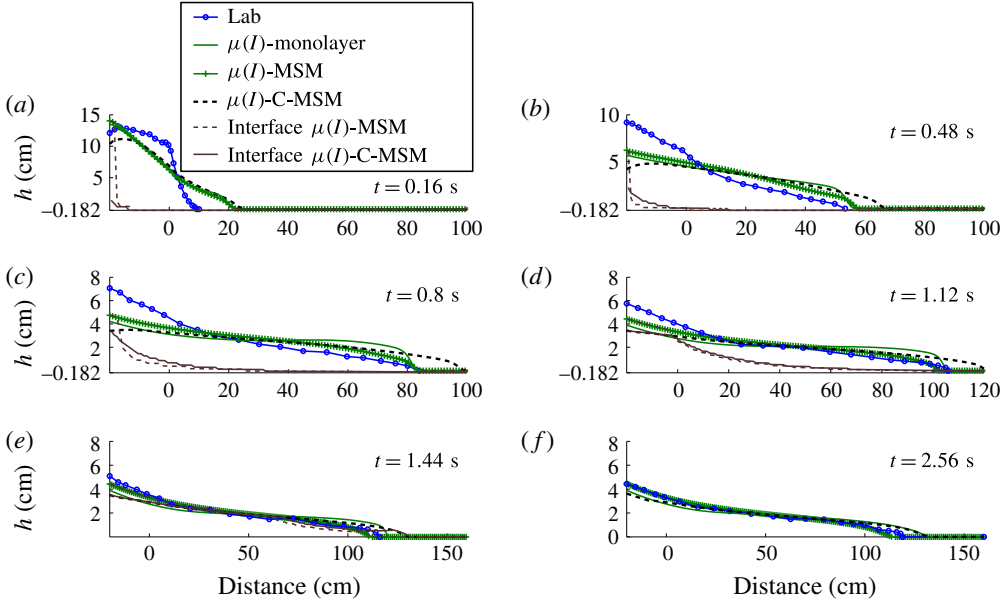 Lab
μ(I)-monolayer
μ(I)-MSM
μ(I)-C-MSM
Interface μ(I)-MSM
Interface μ(I)-C-MSM
(a)
15
10
5
−0.182
h (cm)
t = 0.16 s
0 20 40 60 80 100
(b)
10
5
−0.182
t = 0.48 s
0 20 40 60 80 100
(c)
8
6
4
2
−0.182
h (cm)
t = 0.8 s
0 20 40 60 80 100
(d)
8
6
4
2
−0.182
t = 1.12 s
0 20 40 60 80 100 120
(e)
8
6
4
2
0
h (cm)
t = 1.44 s
0 50 100 150
Distance (cm)
(f)
8
6
4
2
0
t = 2.56 s
0 50 100 150
Distance (cm)